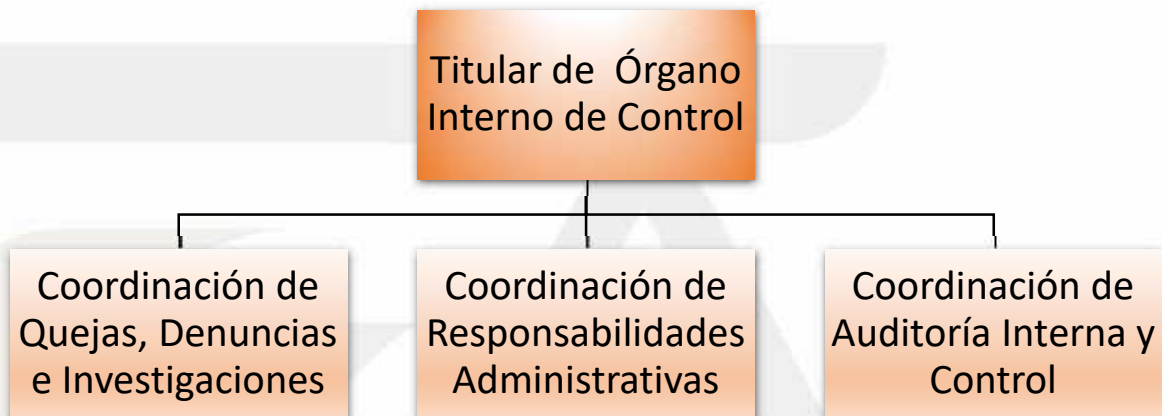 Titular de Órgano
Interno de Control
Coordinación de
Quejas, Denuncias
e Investigaciones
Coordinación de
Responsabilidades
Administrativas
Coordinación de
Auditoría Interna y
Control